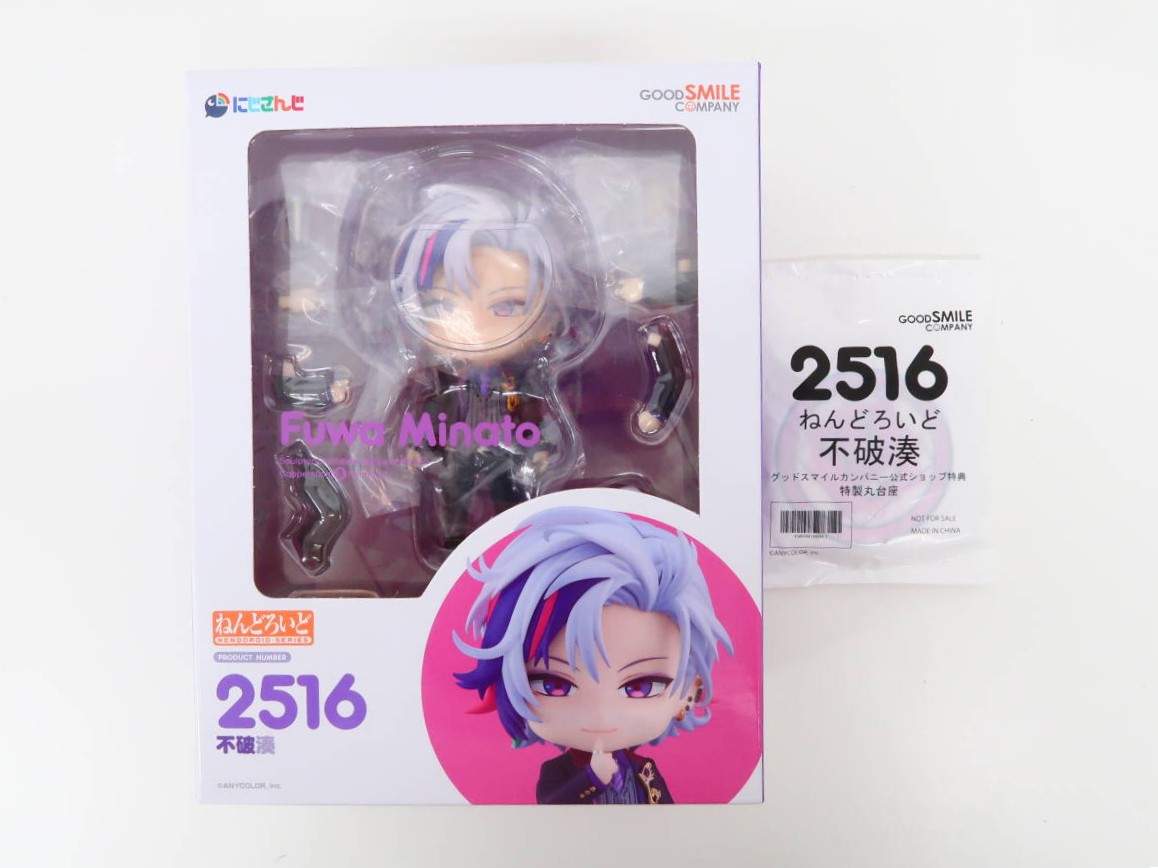 にじさんじ
GOOD SMILE
COMPANY
Fuwa Minato
ねんどろいど
NENDOROID SERIES
PRODUCT NUMBER
2516
不破湊
©ANYCOLOR, Inc.
GOOD SMILE
COMPANY
2516
ねんどろいど
不破湊
グッドスマイルカンパニー公式ショップ特典
特製丸台座
NOT FOR SALE
MADE IN CHINA
©ANYCOLOR, Inc.